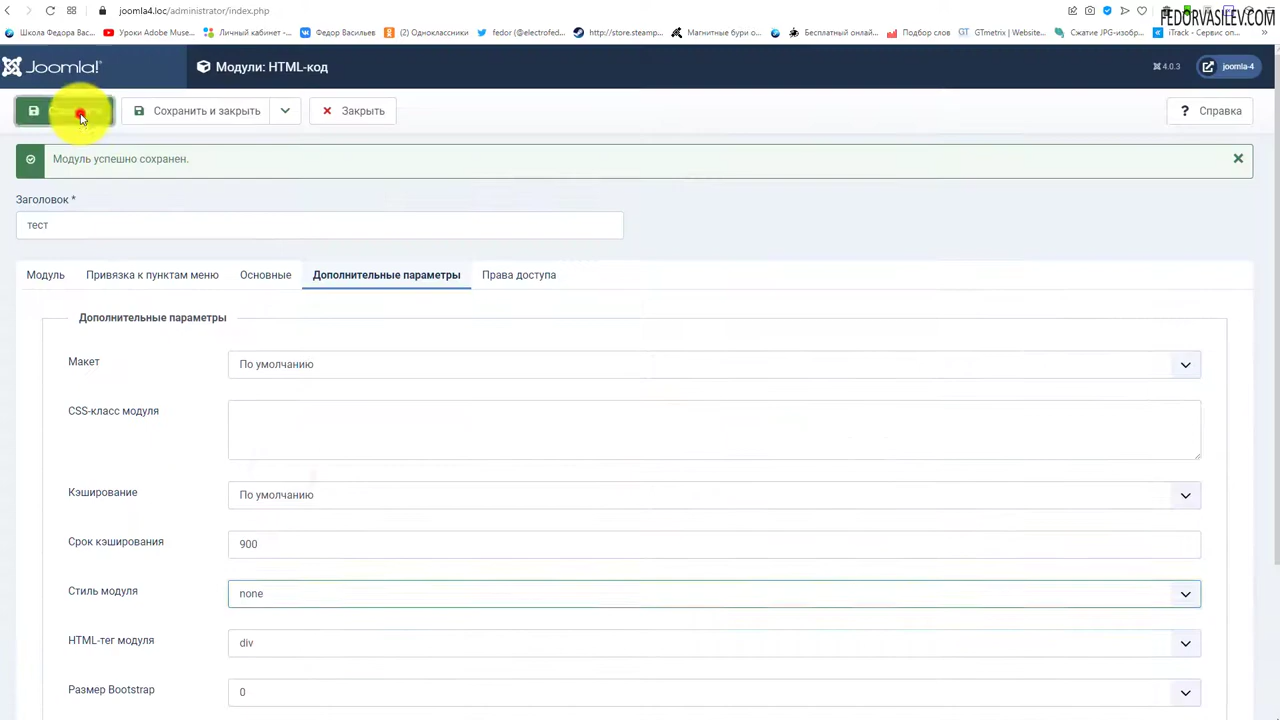 joomla4.loc/administrator/index.php
FEDORVASILEV.COM
Школа Федора Вас...
Уроки Adobe Muse...
Личный кабинет -...
Федор Васильев
(2) Одноклассники
fedor (@electrofed...
http://store.steamp...
Магнитные бури о...
Бесплатный онлай...
Подбор слов
GTmetrix | Website...
Сжатие JPG-изобр...
iTrack - Сервис оп...
Joomla!®
Модули: HTML-код
4.0.3
joomla-4
Сохранить и закрыть
Закрыть
? Справка
Модуль успешно сохранен.
Заголовок *
тест
Модуль
Привязка к пунктам меню
Основные
Дополнительные параметры
Права доступа
Дополнительные параметры
Макет
По умолчанию
CSS-класс модуля
Кэширование
По умолчанию
Срок кэширования
900
Стиль модуля
none
HTML-тег модуля
div
Размер Bootstrap
0